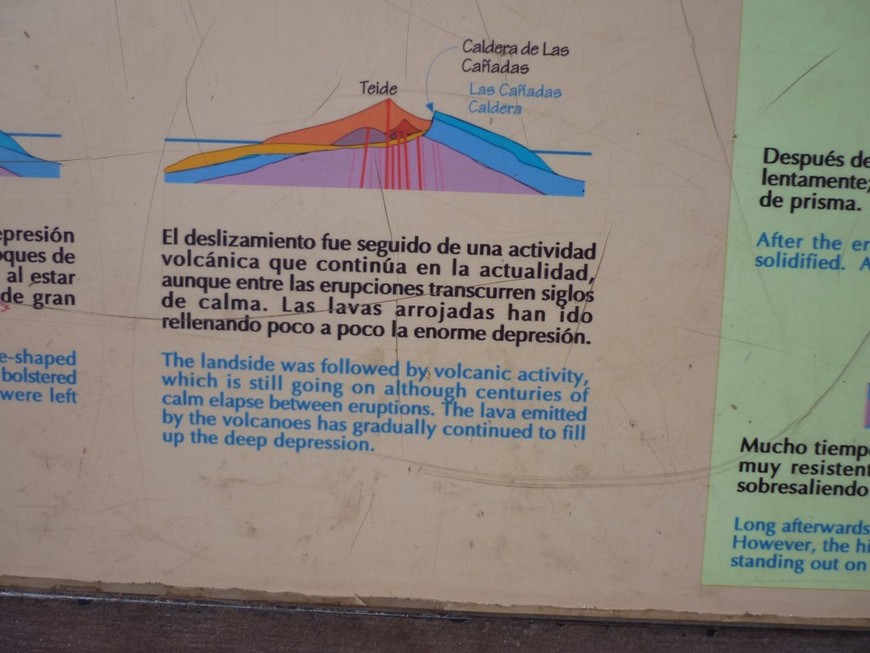 Caldera de Las
Cañadas
Teide
Las Cañadas
Caldera
epresión
oques de
al estar
de gran
e-shaped
bolstered
were left
El deslizamiento fue seguido de una actividad
volcánica que continúa en la actualidad,
aunque entre las erupciones transcurren siglos
de calma. Las lavas arrojadas han ido
rellenando poco a poco la enorme depresión.
The landside was followed by volcanic activity,
which is still going on although centuries of
calm elapse between eruptions. The lava emitted
by the volcanoes has gradually continued to fill
up the deep depression.
Después de
lentamente;
de prisma.
After the er
solidified. A
Mucho tiempo
muy resistent
sobresaliendo
Long afterwards
However, the hi
standing out on